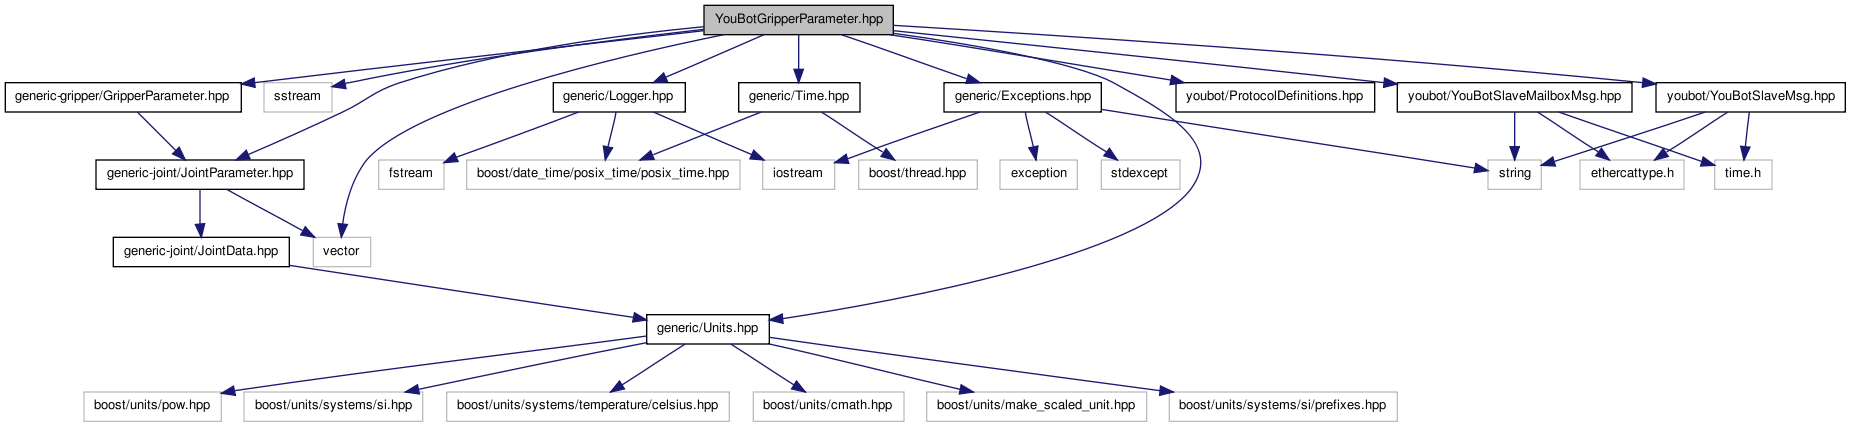 YouBotGripperParameter.hpp
generic-gripper/GripperParameter.hpp
sstream
generic/Logger.hpp
generic/Time.hpp
generic/Exceptions.hpp
youbot/ProtocolDefinitions.hpp
youbot/YouBotSlaveMailboxMsg.hpp
youbot/YouBotSlaveMsg.hpp
generic-joint/JointParameter.hpp
fstream
boost/date_time/posix_time/posix_time.hpp
iostream
boost/thread.hpp
exception
stdexcept
string
ethercattype.h
time.h
generic-joint/JointData.hpp
vector
generic/Units.hpp
boost/units/pow.hpp
boost/units/systems/si.hpp
boost/units/systems/temperature/celsius.hpp
boost/units/cmath.hpp
boost/units/make_scaled_unit.hpp
boost/units/systems/si/prefixes.hpp